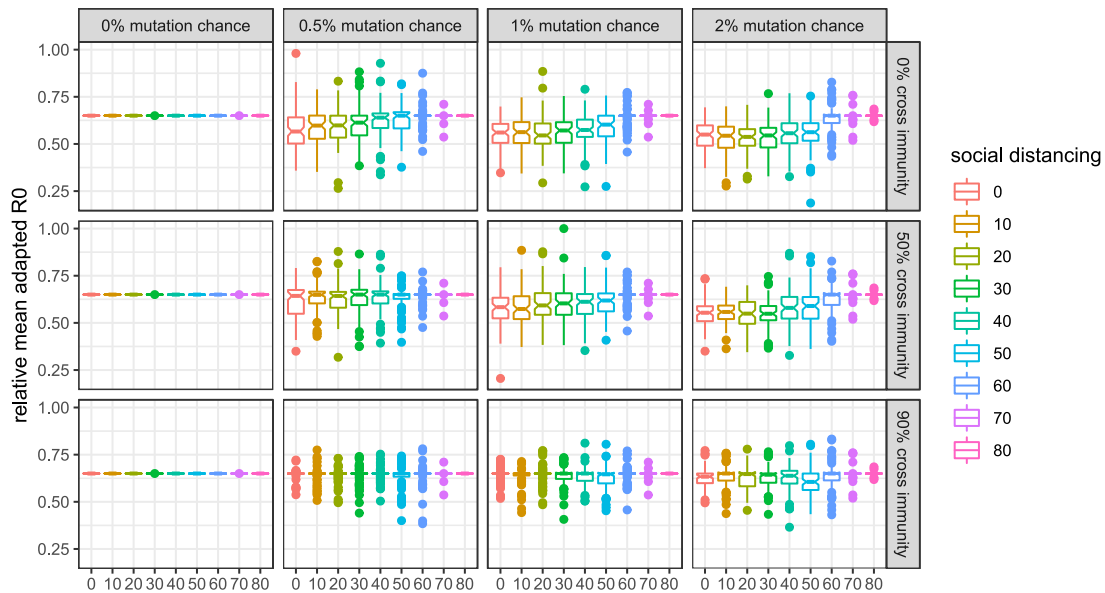 0% mutation chance
0.5% mutation chance
1% mutation chance
2% mutation chance
relative mean adapted R0
1.00
0.75
0.50
0.25
0% cross immunity
1.00
0.75
0.50
0.25
50% cross immunity
1.00
0.75
0.50
0.25
90% cross immunity
0 10 20 30 40 50 60 70 80
0 10 20 30 40 50 60 70 80
0 10 20 30 40 50 60 70 80
0 10 20 30 40 50 60 70 80
social distancing
0
10
20
30
40
50
60
70
80